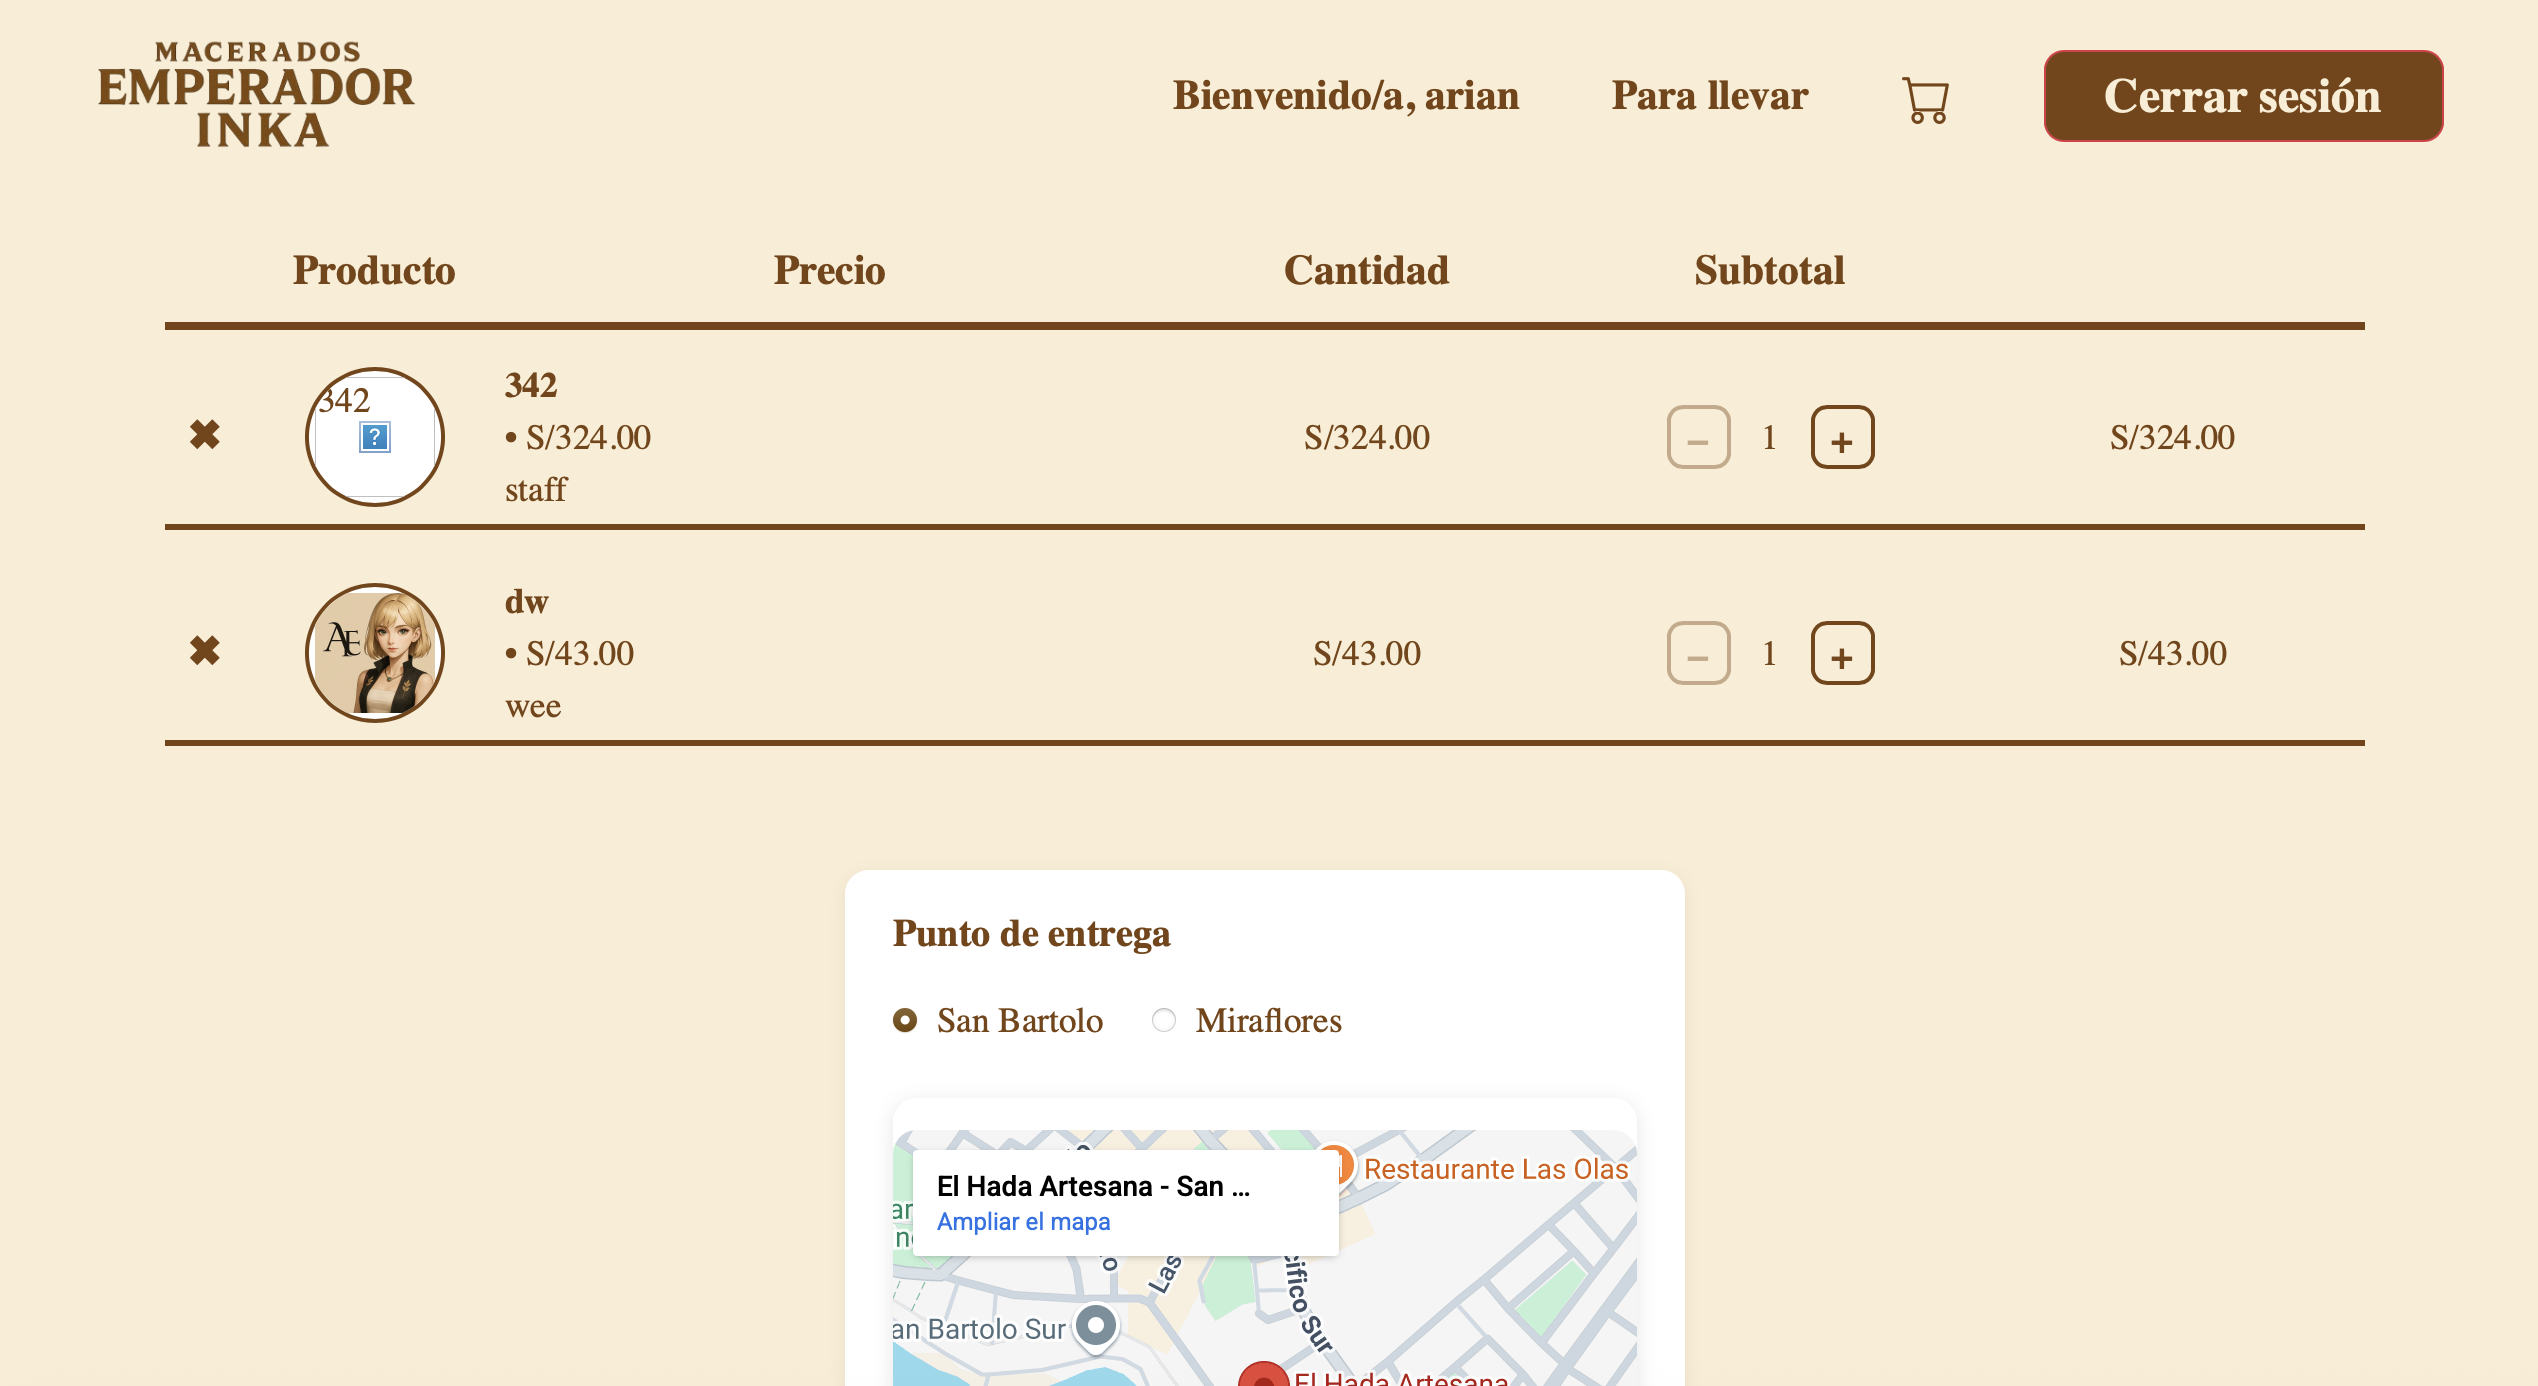 MACERADOS
EMPERADOR
INKA
Bienvenido/a, arian
Para llevar
Cerrar sesión
Producto
Precio
Cantidad
Subtotal
342
?
342
• S/324.00
staff
S/324.00
− 1 +
S/324.00
AE
dw
• S/43.00
wee
S/43.00
− 1 +
S/43.00
Punto de entrega
San Bartolo
Miraflores
El Hada Artesana - San ...
Ampliar el mapa
Restaurante Las Olas
Las
cífico Sur
an Bartolo Sur
El Hada Artesana